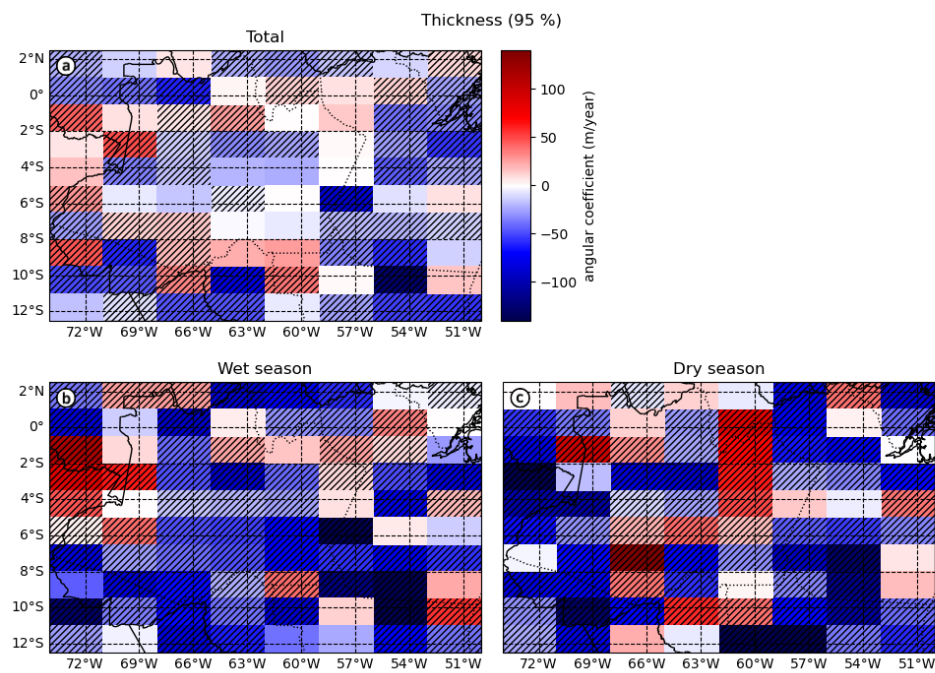 Thickness (95 %)
Total
a
2°N
0°
2°S
4°S
6°S
8°S
10°S
12°S
72°W 69°W 66°W 63°W 60°W 57°W 54°W 51°W
100
50
0
−50
−100
angular coefficient (m/year)
Wet season
b
2°N
0°
2°S
4°S
6°S
8°S
10°S
12°S
72°W 69°W 66°W 63°W 60°W 57°W 54°W 51°W
Dry season
c
72°W 69°W 66°W 63°W 60°W 57°W 54°W 51°W